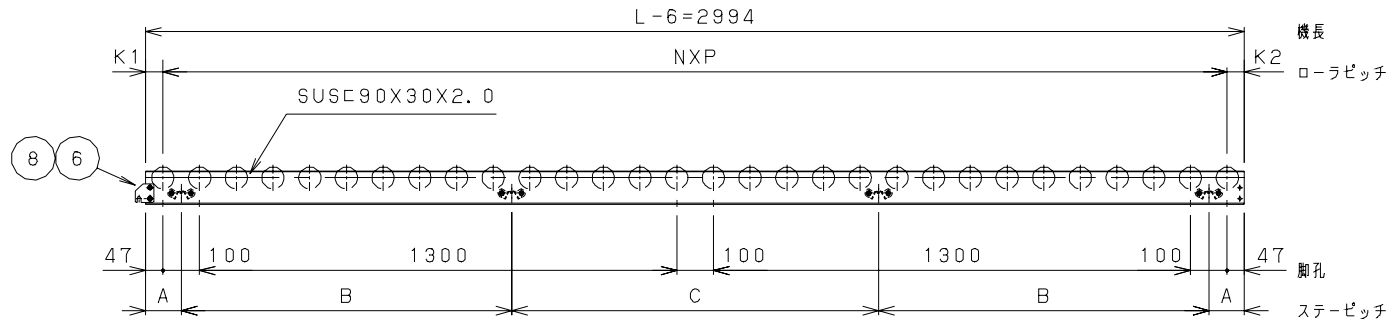 L-6=2994
機長
K1
NXP
K2
ローラピッチ
SUS⊏90X30X2.0
8
6
47
100
1300
100
1300
100
47
脚孔
A
B
C
B
A
ステーピッチ